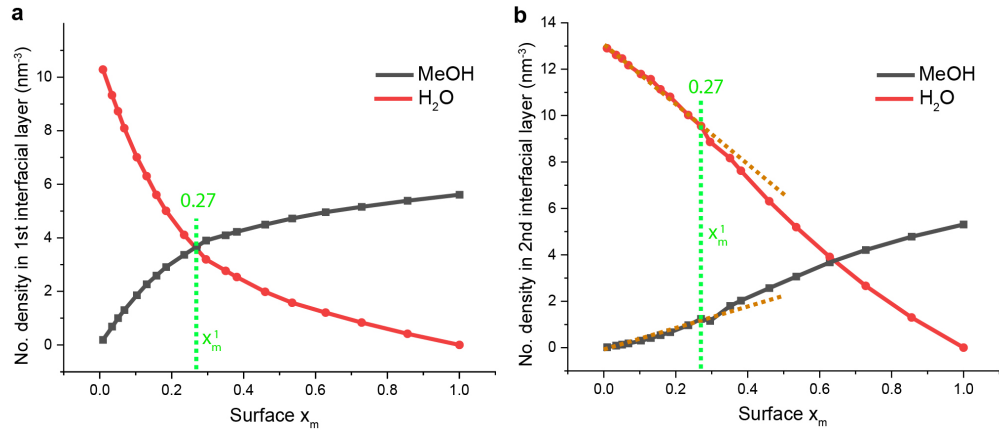 a
No. density in 1st interfacial layer (nm⁻³)
10
8
6
4
2
0
MeOH
H₂O
0.27
xₘ¹
0.0
0.2
0.4
0.6
0.8
1.0
Surface xₘ
b
No. density in 2nd interfacial layer (nm⁻³)
14
12
10
8
6
4
2
0
MeOH
H₂O
0.27
xₘ¹
0.0
0.2
0.4
0.6
0.8
1.0
Surface xₘ